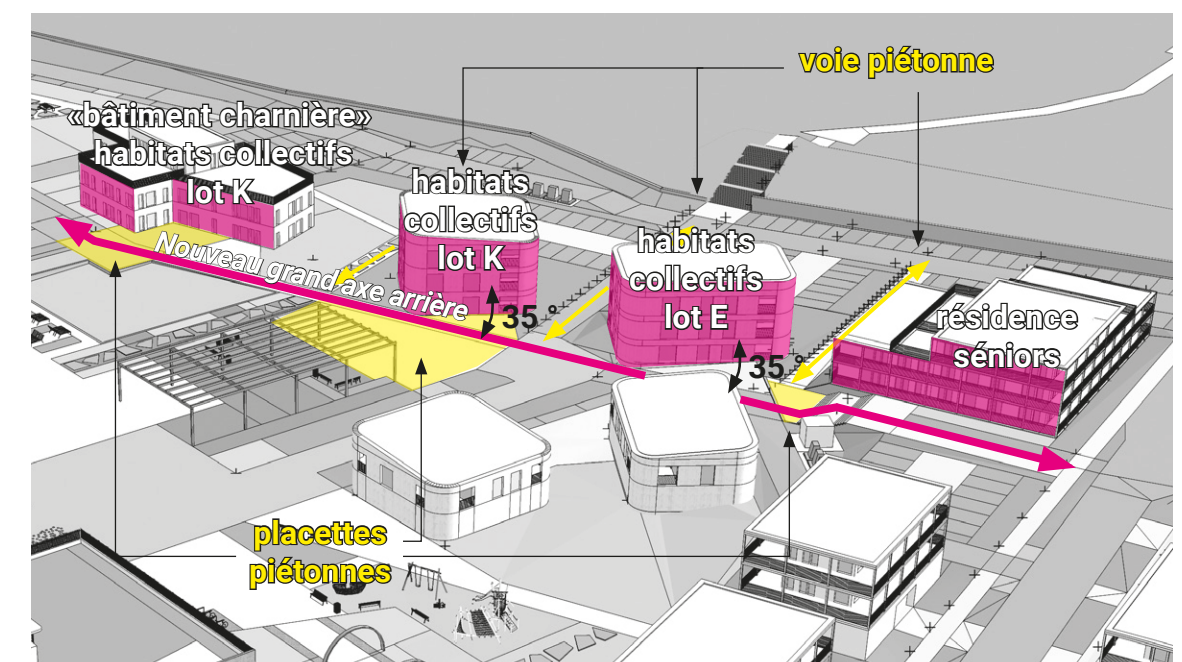 voie piétonne
«bâtiment charnière»
habitats collectifs
lot K
habitats
collectifs
lot K
habitats
collectifs
lot E
Nouveau grand axe arrière
35 °
résidence
séniors
35 °
placettes
piétonnes